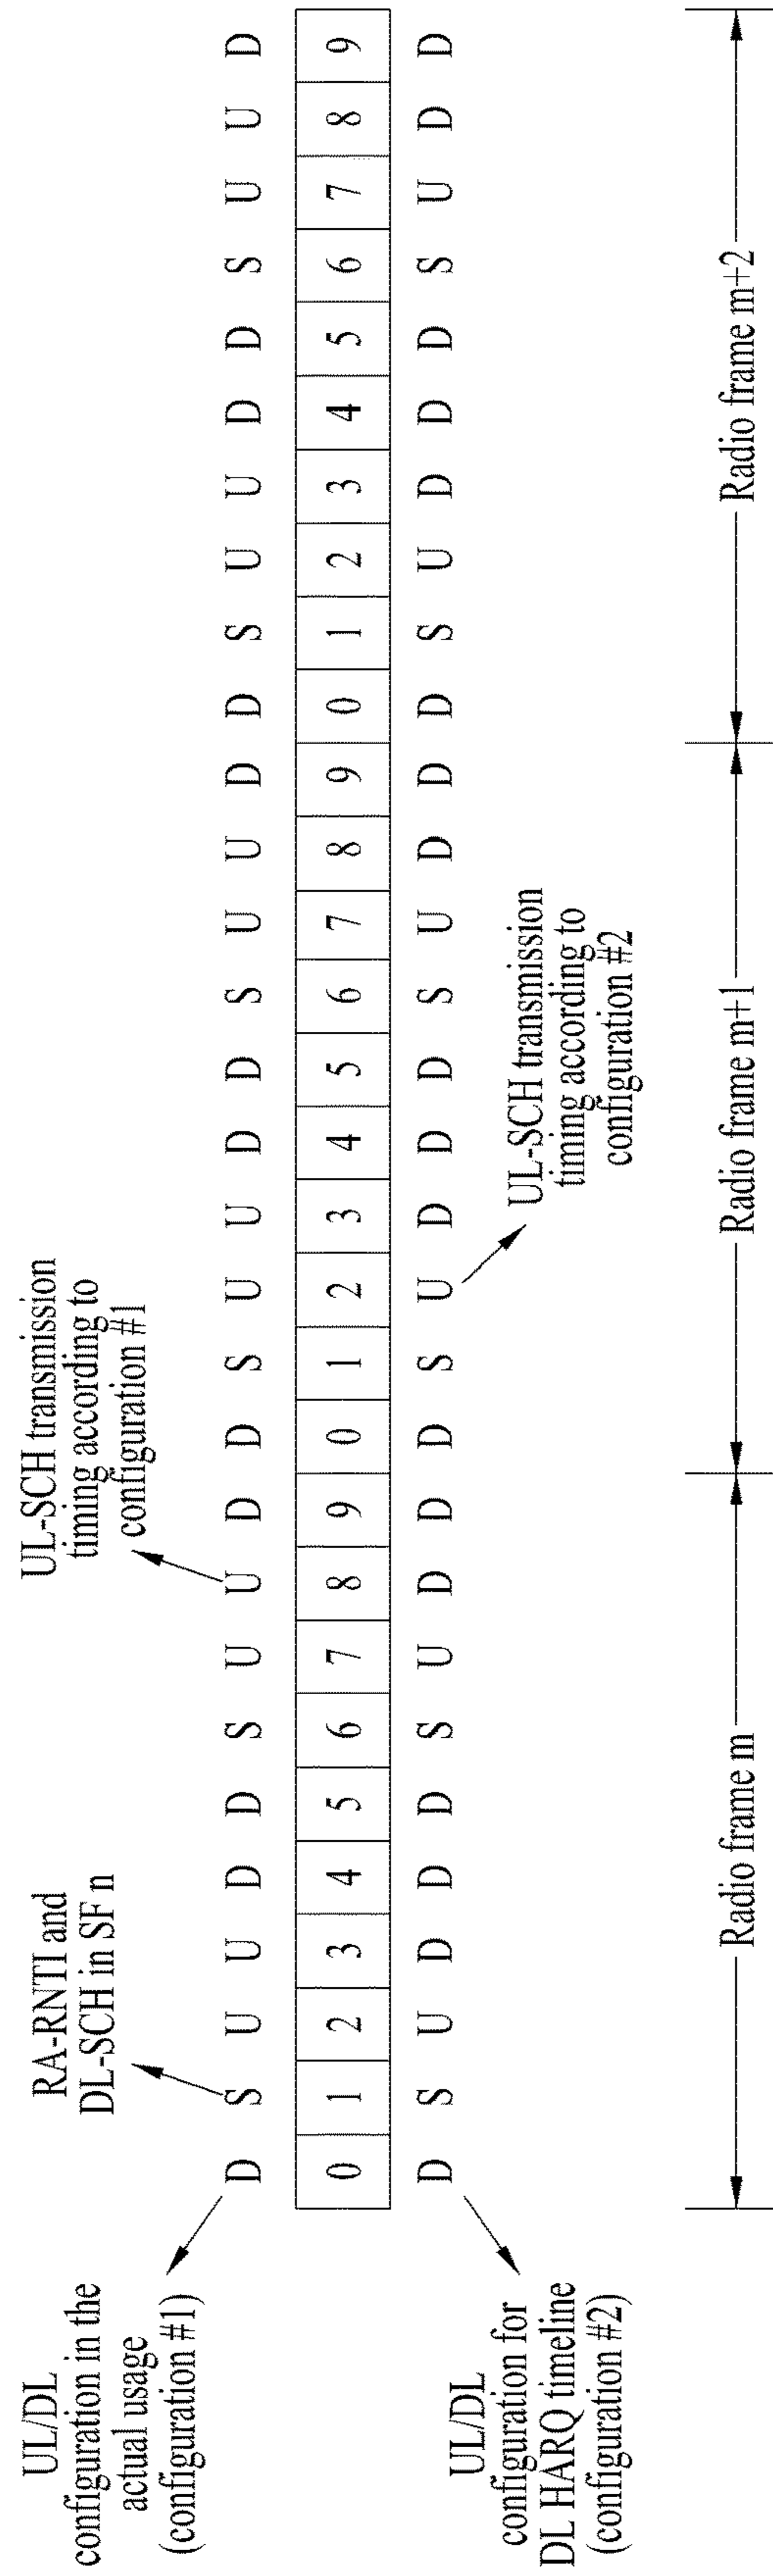 RA-RNTI and
DL-SCH in SF n
UL-SCH transmission
timing according to
configuration #1
UL/DL
configuration in the
actual usage
(configuration #1)
D S U U D D S U U D D S U U D D S U U D D S U U D D S U U D
0 1 2 3 4 5 6 7 8 9 0 1 2 3 4 5 6 7 8 9 0 1 2 3 4 5 6 7 8 9
D S U D D D S U D D D S U D D D S U D D D S U D D D S U D D
UL/DL
configuration for
DL HARQ timeline
(configuration #2)
UL-SCH transmission
timing according to
configuration #2
Radio frame m
Radio frame m+1
Radio frame m+2